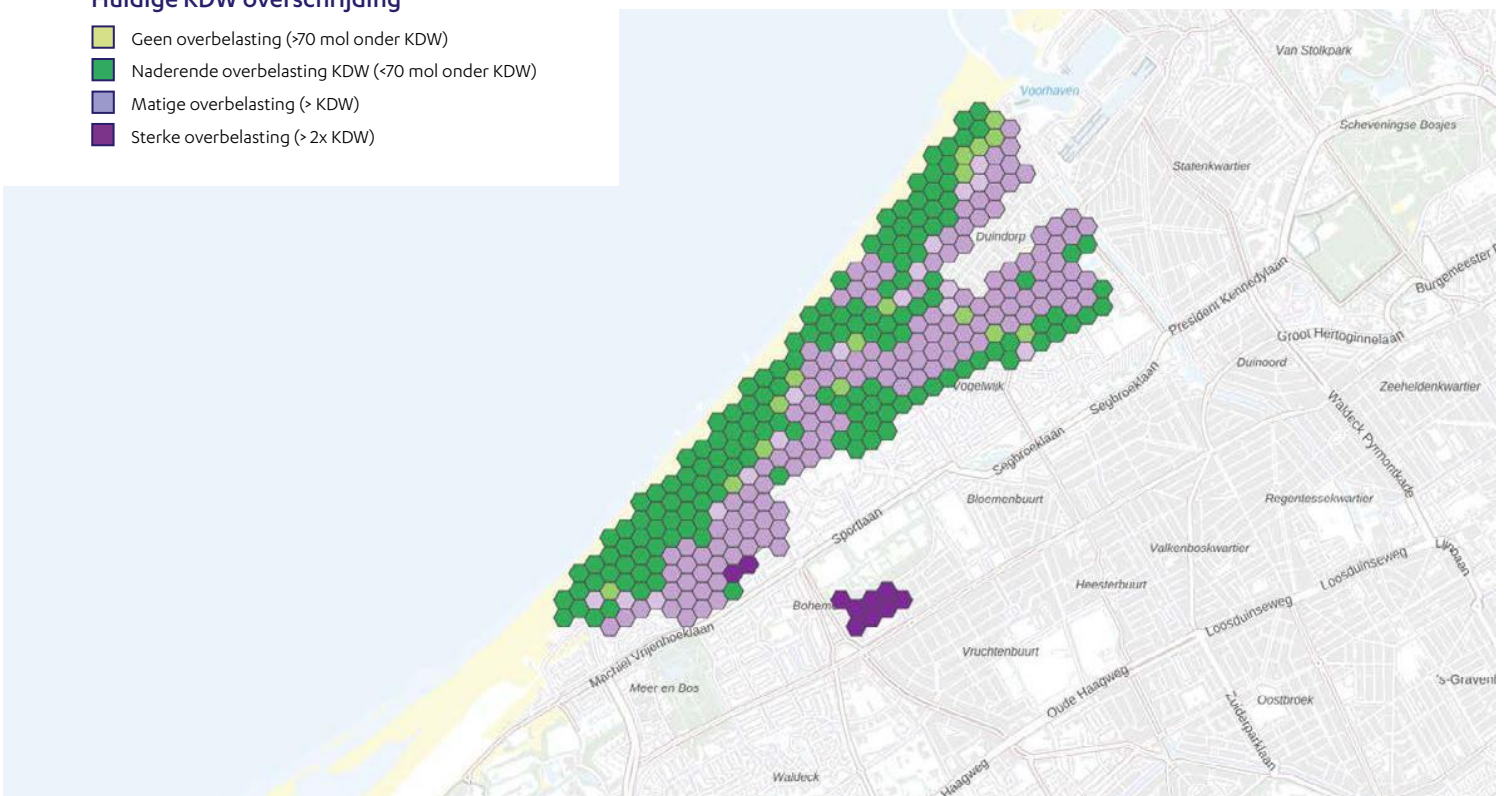 Huidige KDW overschrijding
Geen overbelasting (>70 mol onder KDW)
Naderende overbelasting KDW (<70 mol onder KDW)
Matige overbelasting (> KDW)
Sterke overbelasting (> 2x KDW)
Van Stolkpark
Voorhaven
Scheveningse Bosjes
Statenkwartier
Duindorp
Burgemeester
President Kennedylaan
Groot Hertoginnelaan
Duinoord
Vogelwijk
Zeeheldenkwartier
Segbroeklaan
Waldeck Pyrmontkade
Segbroeklaan
Bloemenbuurt
Regentessekwartier
Sportlaan
Valkenboskwartier
Lijnbaan
Loosduinseweg
Heesterbuurt
Bohem
Loosduinseweg
Machiel Vrijenhoeklaan
Vruchtenbuurt
Meer en Bos
Oude Haagweg
's-Graven
Oostbroek
Zuiderparklaan
Waldeck
Haagweg